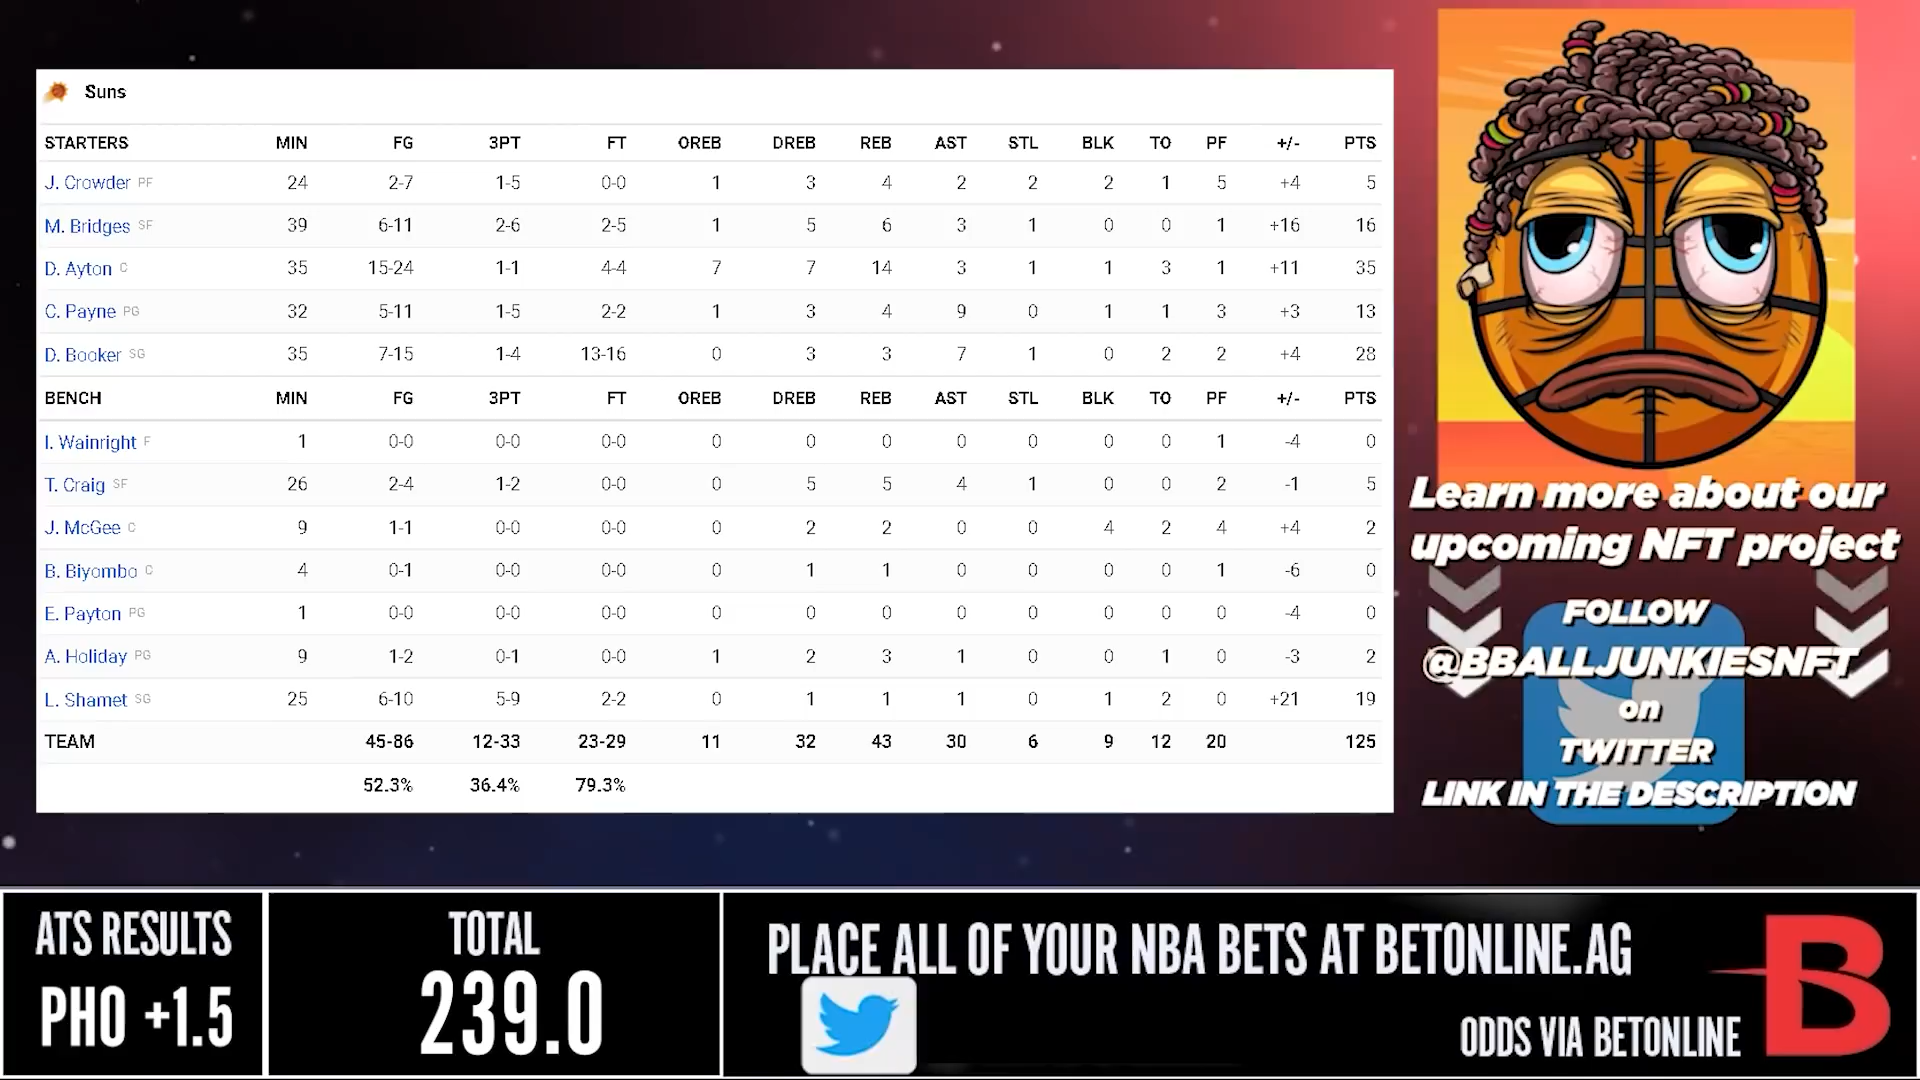 Suns
STARTERS MIN FG 3PT FT OREB DREB REB AST STL BLK TO PF +/- PTS
J. Crowder PF 24 2-7 1-5 0-0 1 3 4 2 2 2 1 5 +4 5
M. Bridges SF 39 6-11 2-6 2-5 1 5 6 3 1 0 0 1 +16 16
D. Ayton C 35 15-24 1-1 4-4 7 7 14 3 1 1 3 1 +11 35
C. Payne PG 32 5-11 1-5 2-2 1 3 4 9 0 1 1 3 +3 13
D. Booker SG 35 7-15 1-4 13-16 0 3 3 7 1 0 2 2 +4 28
BENCH MIN FG 3PT FT OREB DREB REB AST STL BLK TO PF +/- PTS
I. Wainright F 1 0-0 0-0 0-0 0 0 0 0 0 0 0 1 -4 0
T. Craig SF 26 2-4 1-2 0-0 0 5 5 4 1 0 0 2 -1 5
J. McGee C 9 1-1 0-0 0-0 0 2 2 0 0 4 2 4 +4 2
B. Biyombo C 4 0-1 0-0 0-0 0 1 1 0 0 0 0 1 -6 0
E. Payton PG 1 0-0 0-0 0-0 0 0 0 0 0 0 0 0 -4 0
A. Holiday PG 9 1-2 0-1 0-0 1 2 3 1 0 0 1 0 -3 2
L. Shamet SG 25 6-10 5-9 2-2 0 1 1 1 0 1 2 0 +21 19
TEAM 45-86 12-33 23-29 11 32 43 30 6 9 12 20 125
52.3% 36.4% 79.3%
Learn more about our
upcoming NFT project
FOLLOW
@BBALLJUNKIESNFT
on
TWITTER
LINK IN THE DESCRIPTION
ATS RESULTS
PHO +1.5
TOTAL
239.0
PLACE ALL OF YOUR NBA BETS AT BETONLINE.AG
ODDS VIA BETONLINE
B